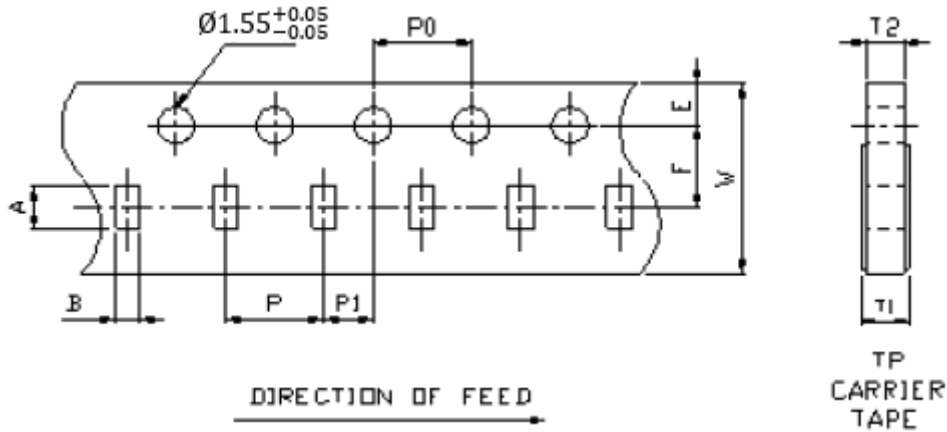 Ø1.55 +0.05 -0.05
P0
T2
E
F
W
A
B
P
P1
T1
DIRECTION OF FEED
TP
CARRIER
TAPE